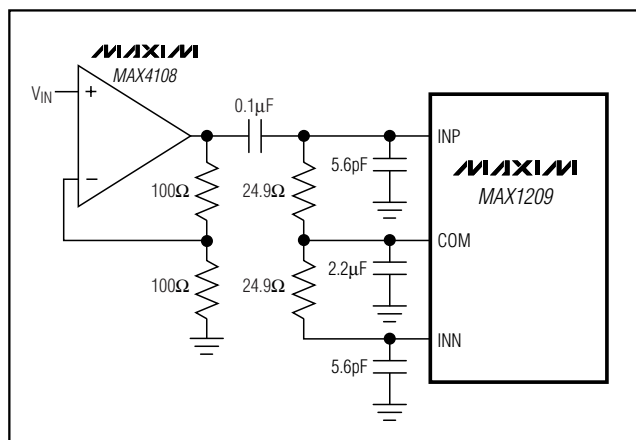 MAXIM
MAX4108
VIN
+
−
0.1µF
INP
5.6pF
MAXIM
MAX1209
100Ω
24.9Ω
COM
2.2µF
100Ω
24.9Ω
INN
5.6pF